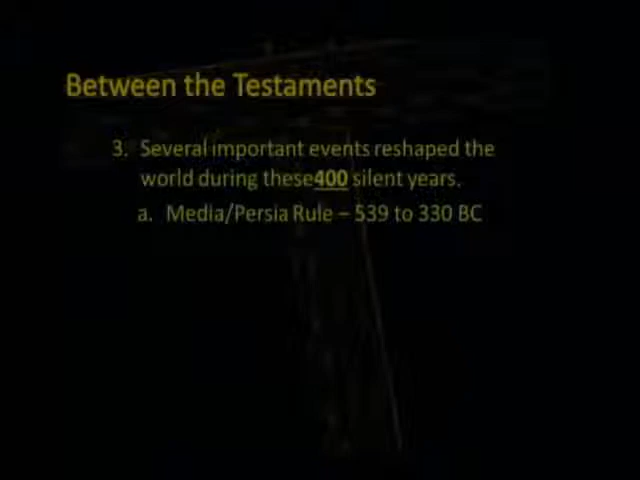 Between the Testaments
3. Several important events reshaped the
world during these400 silent years.
a. Media/Persia Rule – 539 to 330 BC